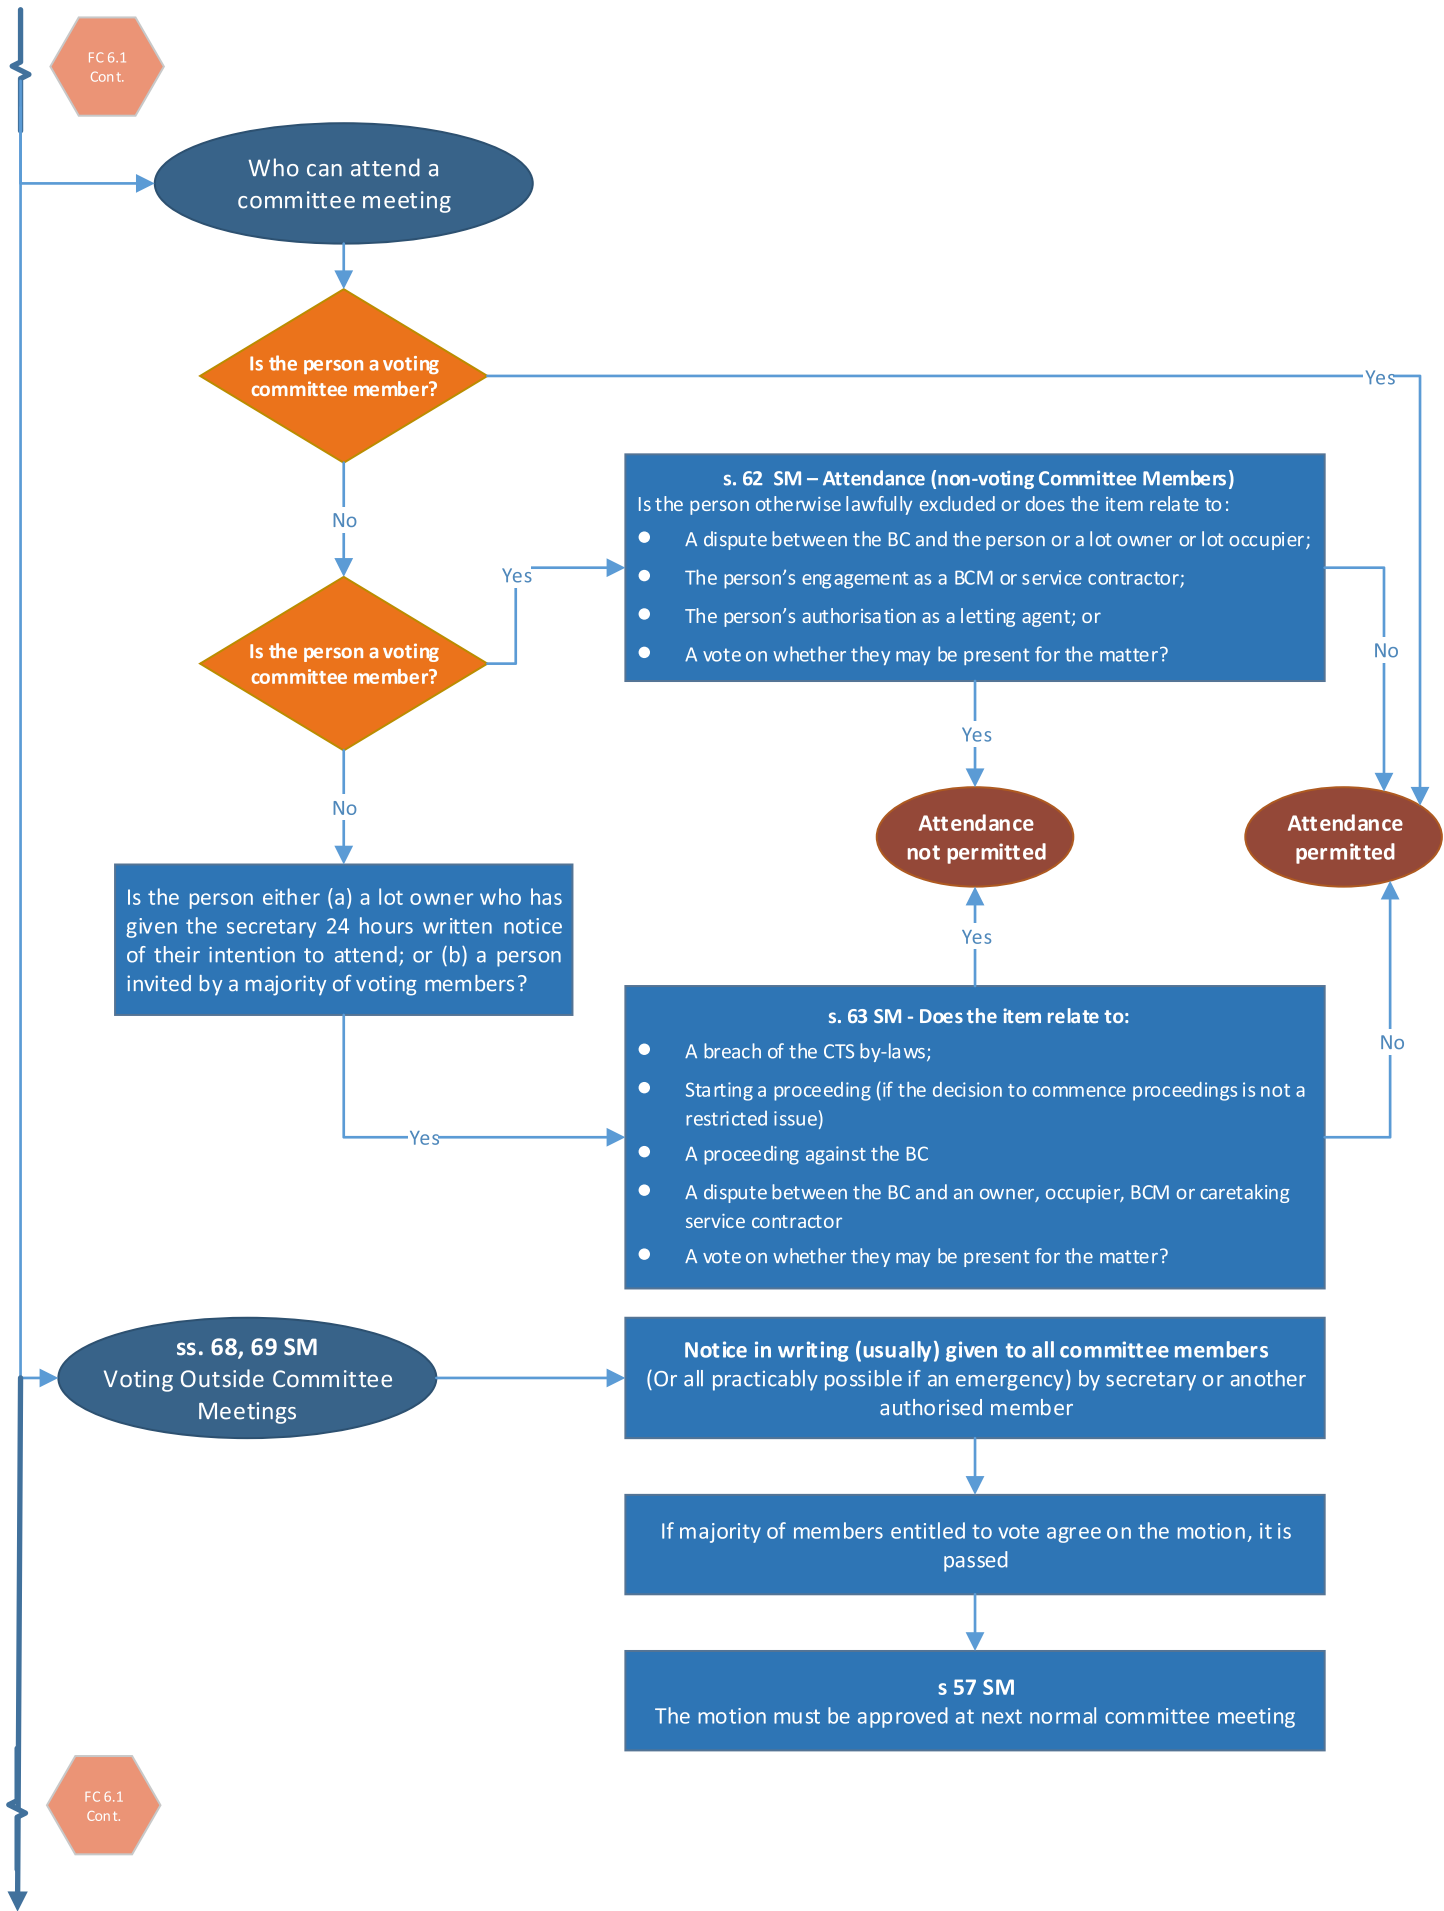 FC 6.1
Cont.
Who can attend a
committee meeting
Is the person a voting
committee member?
Yes
No
s. 62 SM – Attendance (non-voting Committee Members)
Is the person otherwise lawfully excluded or does the item relate to:
● A dispute between the BC and the person or a lot owner or lot occupier;
● The person's engagement as a BCM or service contractor;
● The person's authorisation as a letting agent; or
● A vote on whether they may be present for the matter?
Yes
Is the person a voting
committee member?
No
Yes
No
Attendance
not permitted
Attendance
permitted
Is the person either (a) a lot owner who has
given the secretary 24 hours written notice
of their intention to attend; or (b) a person
invited by a majority of voting members?
Yes
No
Yes
s. 63 SM - Does the item relate to:
● A breach of the CTS by-laws;
● Starting a proceeding (if the decision to commence proceedings is not a
restricted issue)
● A proceeding against the BC
● A dispute between the BC and an owner, occupier, BCM or caretaking
service contractor
● A vote on whether they may be present for the matter?
ss. 68, 69 SM
Voting Outside Committee
Meetings
Notice in writing (usually) given to all committee members
(Or all practicably possible if an emergency) by secretary or another
authorised member
If majority of members entitled to vote agree on the motion, it is
passed
s 57 SM
The motion must be approved at next normal committee meeting
FC 6.1
Cont.